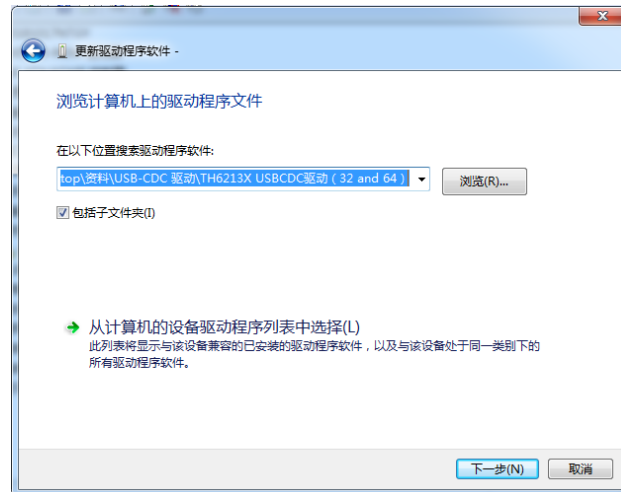 更新驱动程序软件 -
浏览计算机上的驱动程序文件
在以下位置搜索驱动程序软件:
top\资料\USB-CDC 驱动\TH6213X USBCDC驱动 ( 32 and 64 )
浏览(R)...
包括子文件夹(I)
从计算机的设备驱动程序列表中选择(L)
此列表将显示与该设备兼容的已安装的驱动程序软件，以及与该设备处于同一类别下的
所有驱动程序软件。
下一步(N)
取消